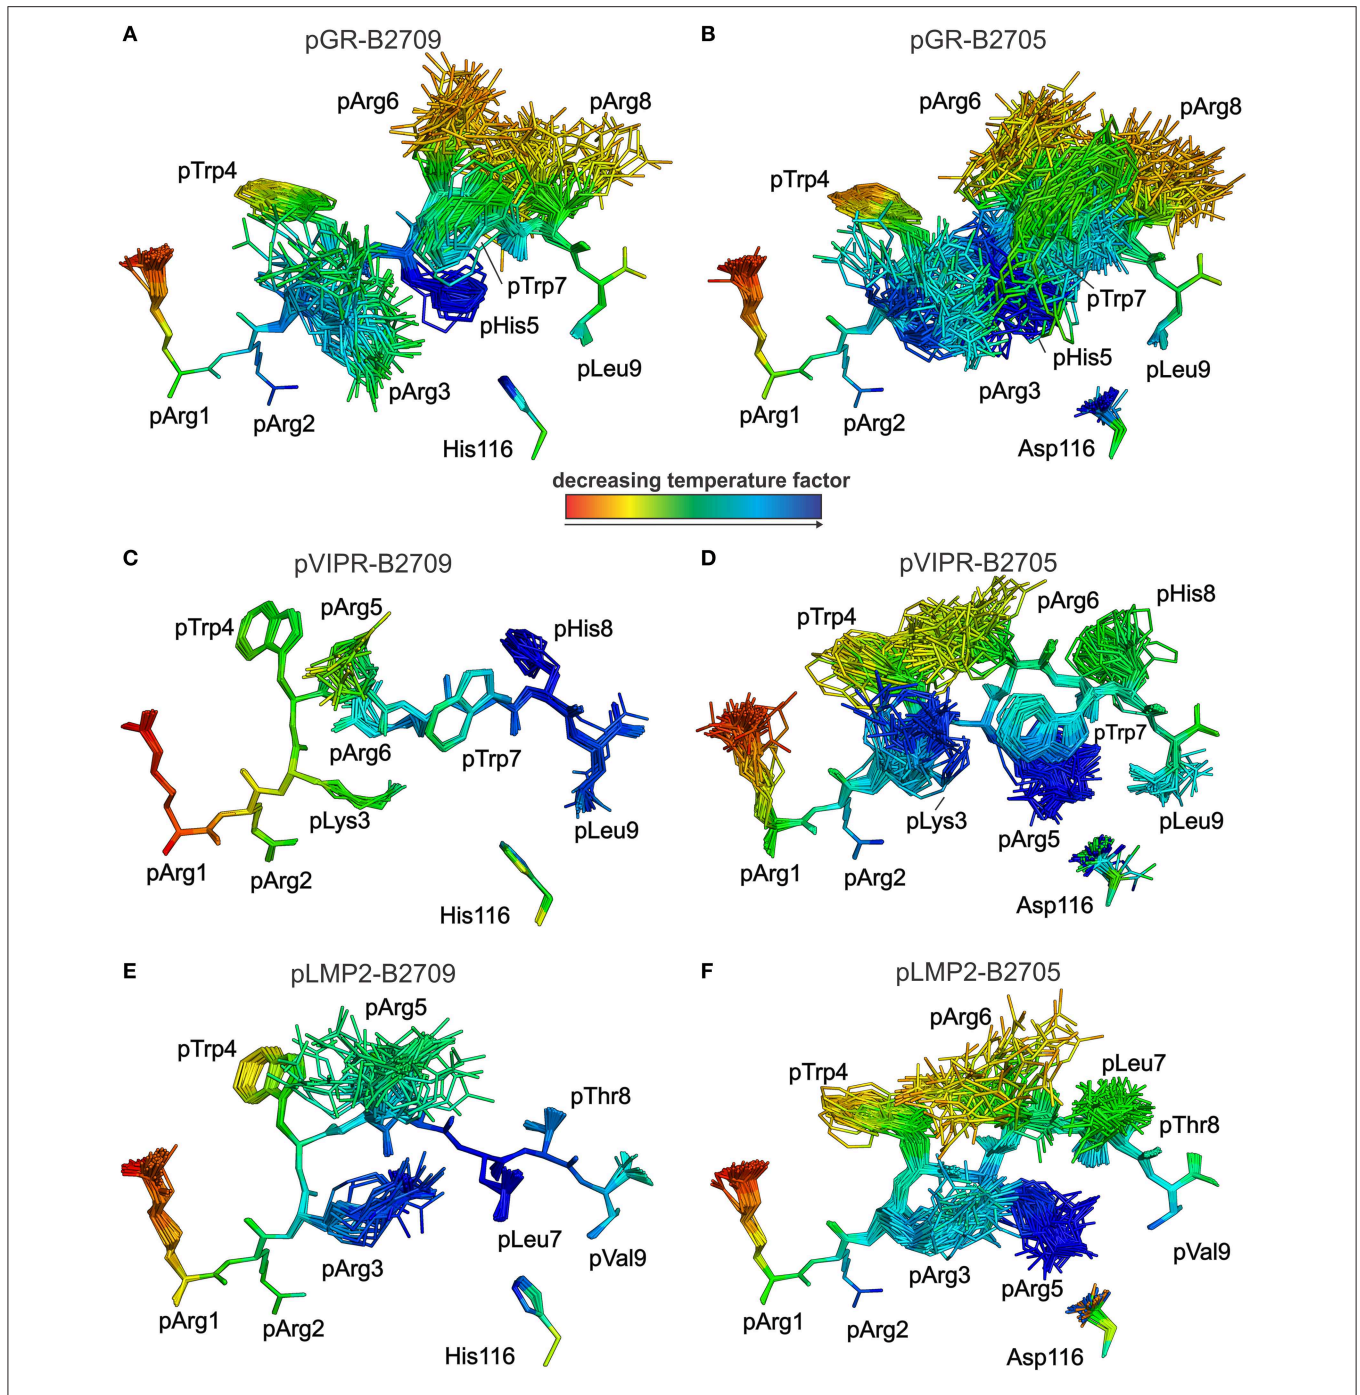 A
pGR-B2709
pArg6
pArg8
pTrp4
pTrp7
pHis5
pArg3
pLeu9
pArg1
pArg2
His116
B
pGR-B2705
pArg6
pArg8
pTrp4
pTrp7
pHis5
pArg3
pLeu9
pArg1
pArg2
Asp116
decreasing temperature factor
C
pVIPR-B2709
pTrp4
pArg5
pHis8
pArg6
pTrp7
pLys3
pLeu9
pArg1
pArg2
His116
D
pVIPR-B2705
pTrp4
pArg6
pHis8
pTrp7
pLys3
pArg5
pLeu9
pArg1
pArg2
Asp116
E
pLMP2-B2709
pArg5
pTrp4
pThr8
pLeu7
pVal9
pArg3
pArg1
pArg2
His116
F
pLMP2-B2705
pArg6
pTrp4
pLeu7
pThr8
pVal9
pArg3
pArg5
pArg1
pArg2
Asp116